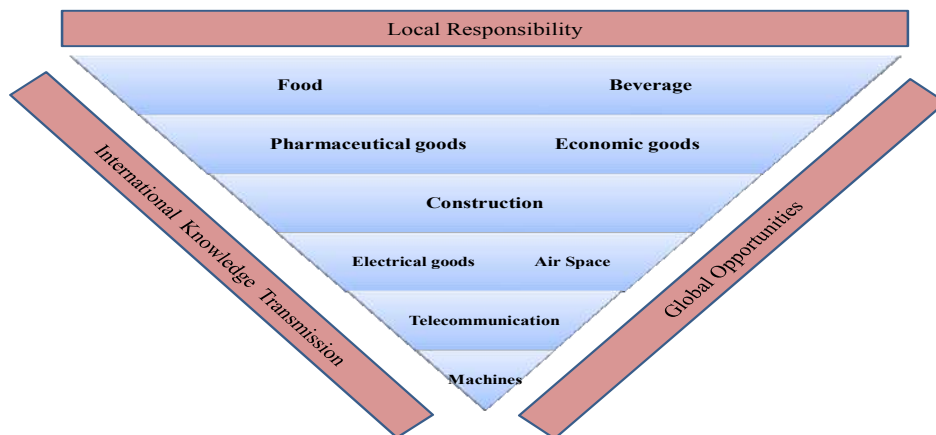 Local Responsibility
Food Beverage
Pharmaceutical goods Economic goods
Construction
Electrical goods Air Space
Telecommunication
Machines
International Knowledge Transmission
Global Opportunities